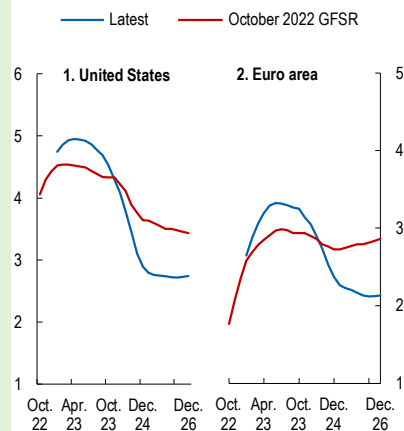 Latest October 2022 GFSR
1. United States 2. Euro area
6
5
4
3
2
1
5
4
3
2
1
Oct. Apr. Oct. Dec. Dec.
22 23 23 24 26
Oct. Apr. Oct. Dec. Dec.
22 23 23 24 26